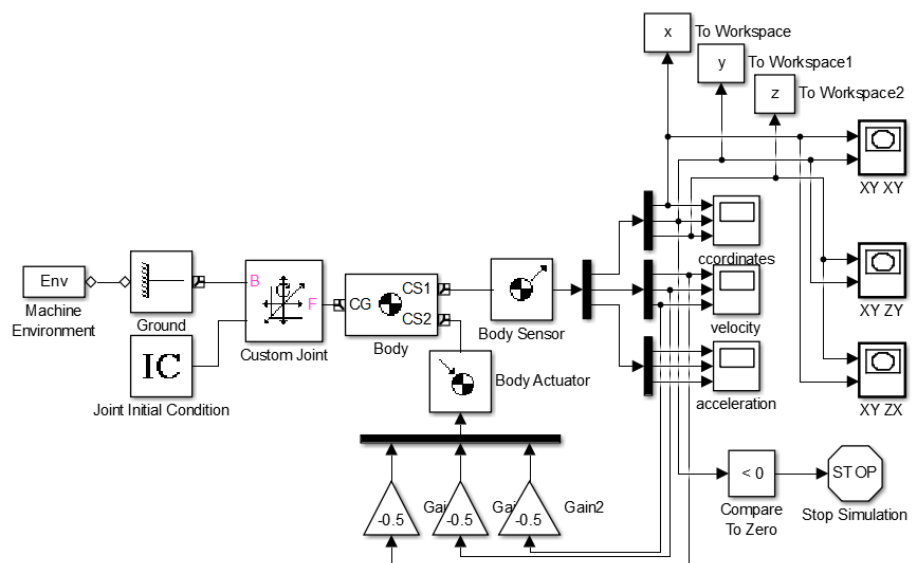 x
To Workspace
y
To Workspace1
z
To Workspace2
XY XY
ccordinates
Env
Machine
Environment
Ground
B
F
Custom Joint
CG
CS1
CS2
Body
Body Sensor
velocity
XY ZY
IC
Joint Initial Condition
Body Actuator
acceleration
XY ZX
-0.5
Gai
-0.5
Gai
-0.5
Gain2
< 0
Compare
To Zero
STOP
Stop Simulation